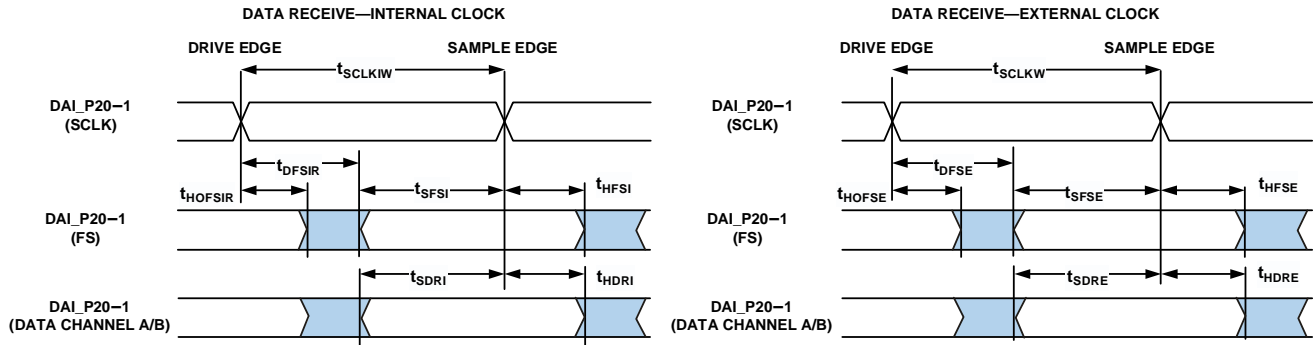 DATA RECEIVE—INTERNAL CLOCK
DRIVE EDGE
SAMPLE EDGE
tSCLKIW
DAI_P20–1
(SCLK)
tDFSIR
tHOFSIR
tSFSI
tHFSI
DAI_P20–1
(FS)
tSDRI
tHDRI
DAI_P20–1
(DATA CHANNEL A/B)
DATA RECEIVE—EXTERNAL CLOCK
DRIVE EDGE
SAMPLE EDGE
tSCLKW
DAI_P20–1
(SCLK)
tDFSE
tHOFSE
tSFSE
tHFSE
DAI_P20–1
(FS)
tSDRE
tHDRE
DAI_P20–1
(DATA CHANNEL A/B)